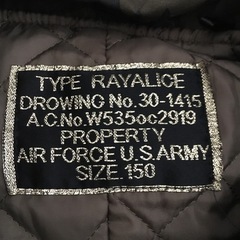 TYPE RAYALICE
DROWING No.30-1415
A.C.No.W535oc2919
PROPERTY
AIR FORCE U.S.ARMY
SIZE.150